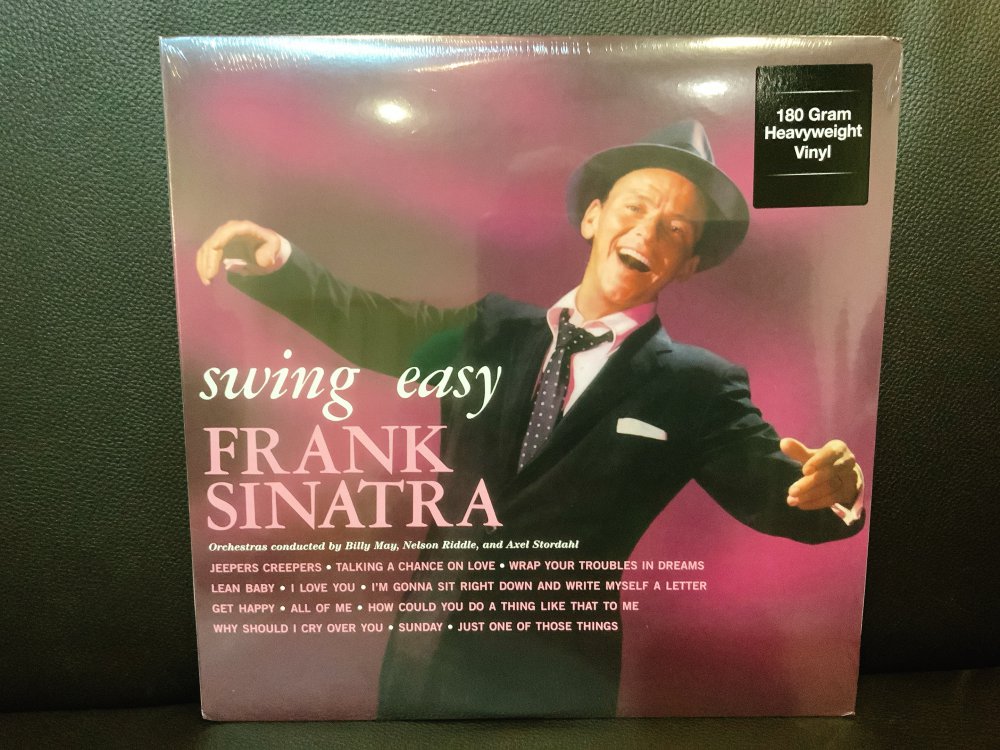 180 Gram
Heavyweight
Vinyl
swing easy
FRANK
SINATRA
Orchestras conducted by Billy May, Nelson Riddle, and Axel Stordahl
JEEPERS CREEPERS • TALKING A CHANCE ON LOVE • WRAP YOUR TROUBLES IN DREAMS
LEAN BABY • I LOVE YOU • I'M GONNA SIT RIGHT DOWN AND WRITE MYSELF A LETTER
GET HAPPY • ALL OF ME • HOW COULD YOU DO A THING LIKE THAT TO ME
WHY SHOULD I CRY OVER YOU • SUNDAY • JUST ONE OF THOSE THINGS